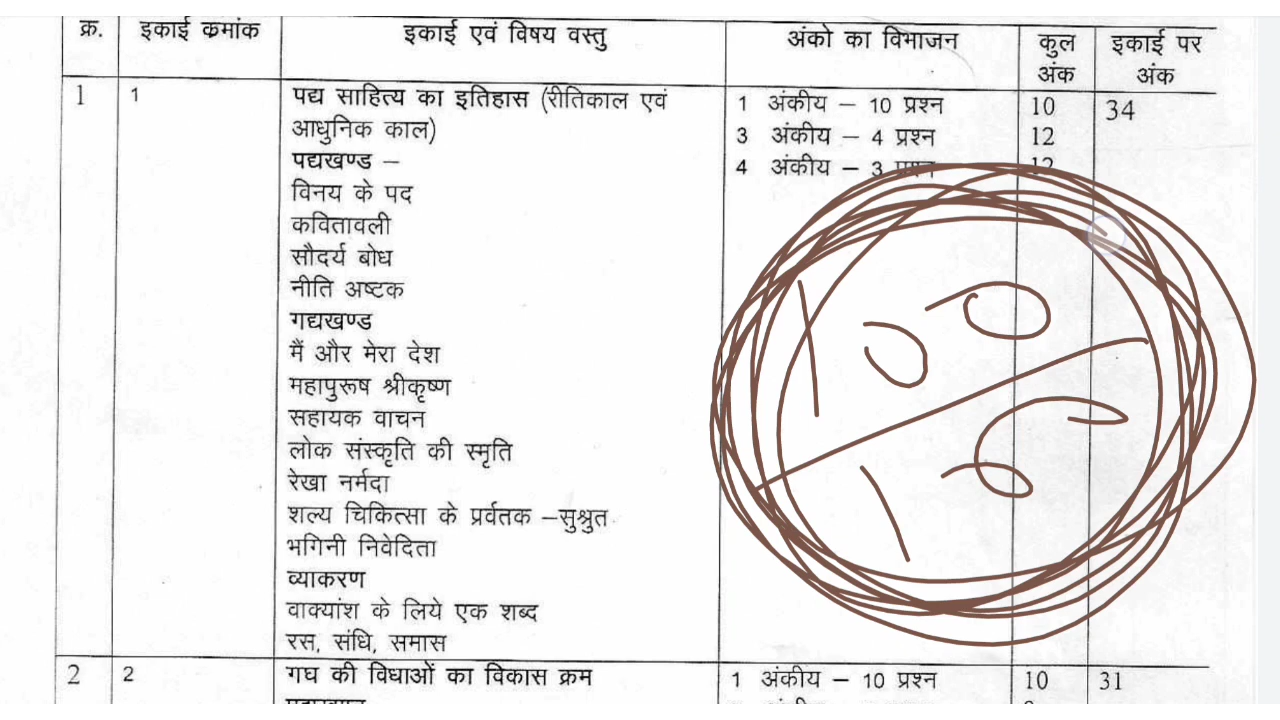 क्र. इकाई क्रमांक इकाई एवं विषय वस्तु अंको का विभाजन कुल अंक इकाई पर अंक
1 1 पद्य साहित्य का इतिहास (रीतिकाल एवं 1 अंकीय – 10 प्रश्न 10 34
आधुनिक काल) 3 अंकीय – 4 प्रश्न 12
पद्यखण्ड – 4 अंकीय – 3 प्रश्न 12
विनय के पद
कवितावली
सौदर्य बोध
नीति अष्टक
गद्यखण्ड
मैं और मेरा देश
महापुरूष श्रीकृष्ण
सहायक वाचन
लोक संस्कृति की स्मृति
रेखा नर्मदा
शल्य चिकित्सा के प्रर्वतक –सुश्रुत
भगिनी निवेदिता
व्याकरण
वाक्यांश के लिये एक शब्द
रस, संधि, समास
2 2 गघ की विधाओं का विकास क्रम 1 अंकीय – 10 प्रश्न 10 31